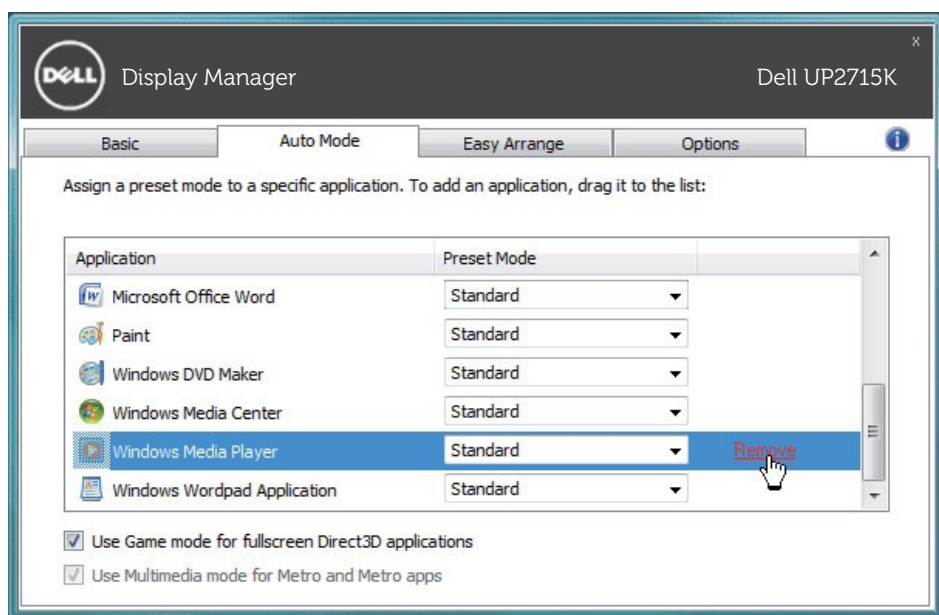 DELL Display Manager Dell UP2715K
x
Basic Auto Mode Easy Arrange Options i
Assign a preset mode to a specific application. To add an application, drag it to the list:
Application Preset Mode
Microsoft Office Word Standard
Paint Standard
Windows DVD Maker Standard
Windows Media Center Standard
Windows Media Player Standard Remove
Windows Wordpad Application Standard
Use Game mode for fullscreen Direct3D applications
Use Multimedia mode for Metro and Metro apps